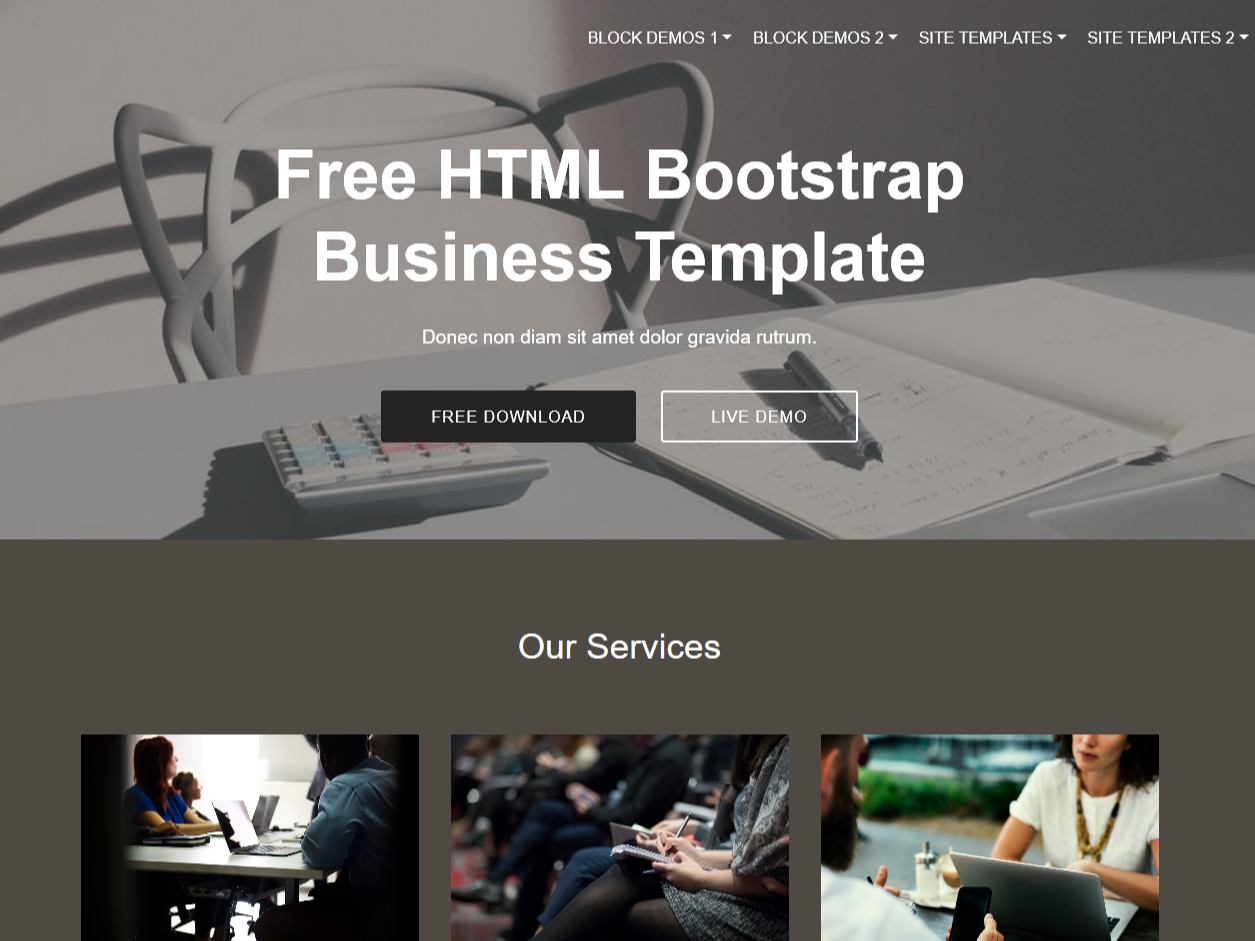 BLOCK DEMOS 1 BLOCK DEMOS 2 SITE TEMPLATES SITE TEMPLATES 2
Free HTML Bootstrap
Business Template
Donec non diam sit amet dolor gravida rutrum.
FREE DOWNLOAD LIVE DEMO
Our Services